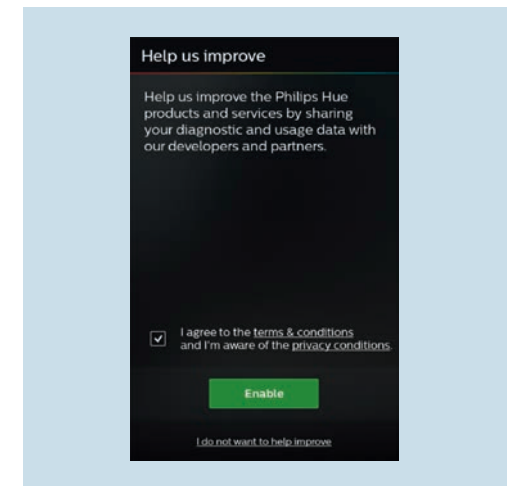 Help us improve
Help us improve the Philips Hue
products and services by sharing
your diagnostic and usage data with
our developers and partners.
I agree to the terms & conditions
and I'm aware of the privacy conditions.
Enable
I do not want to help improve